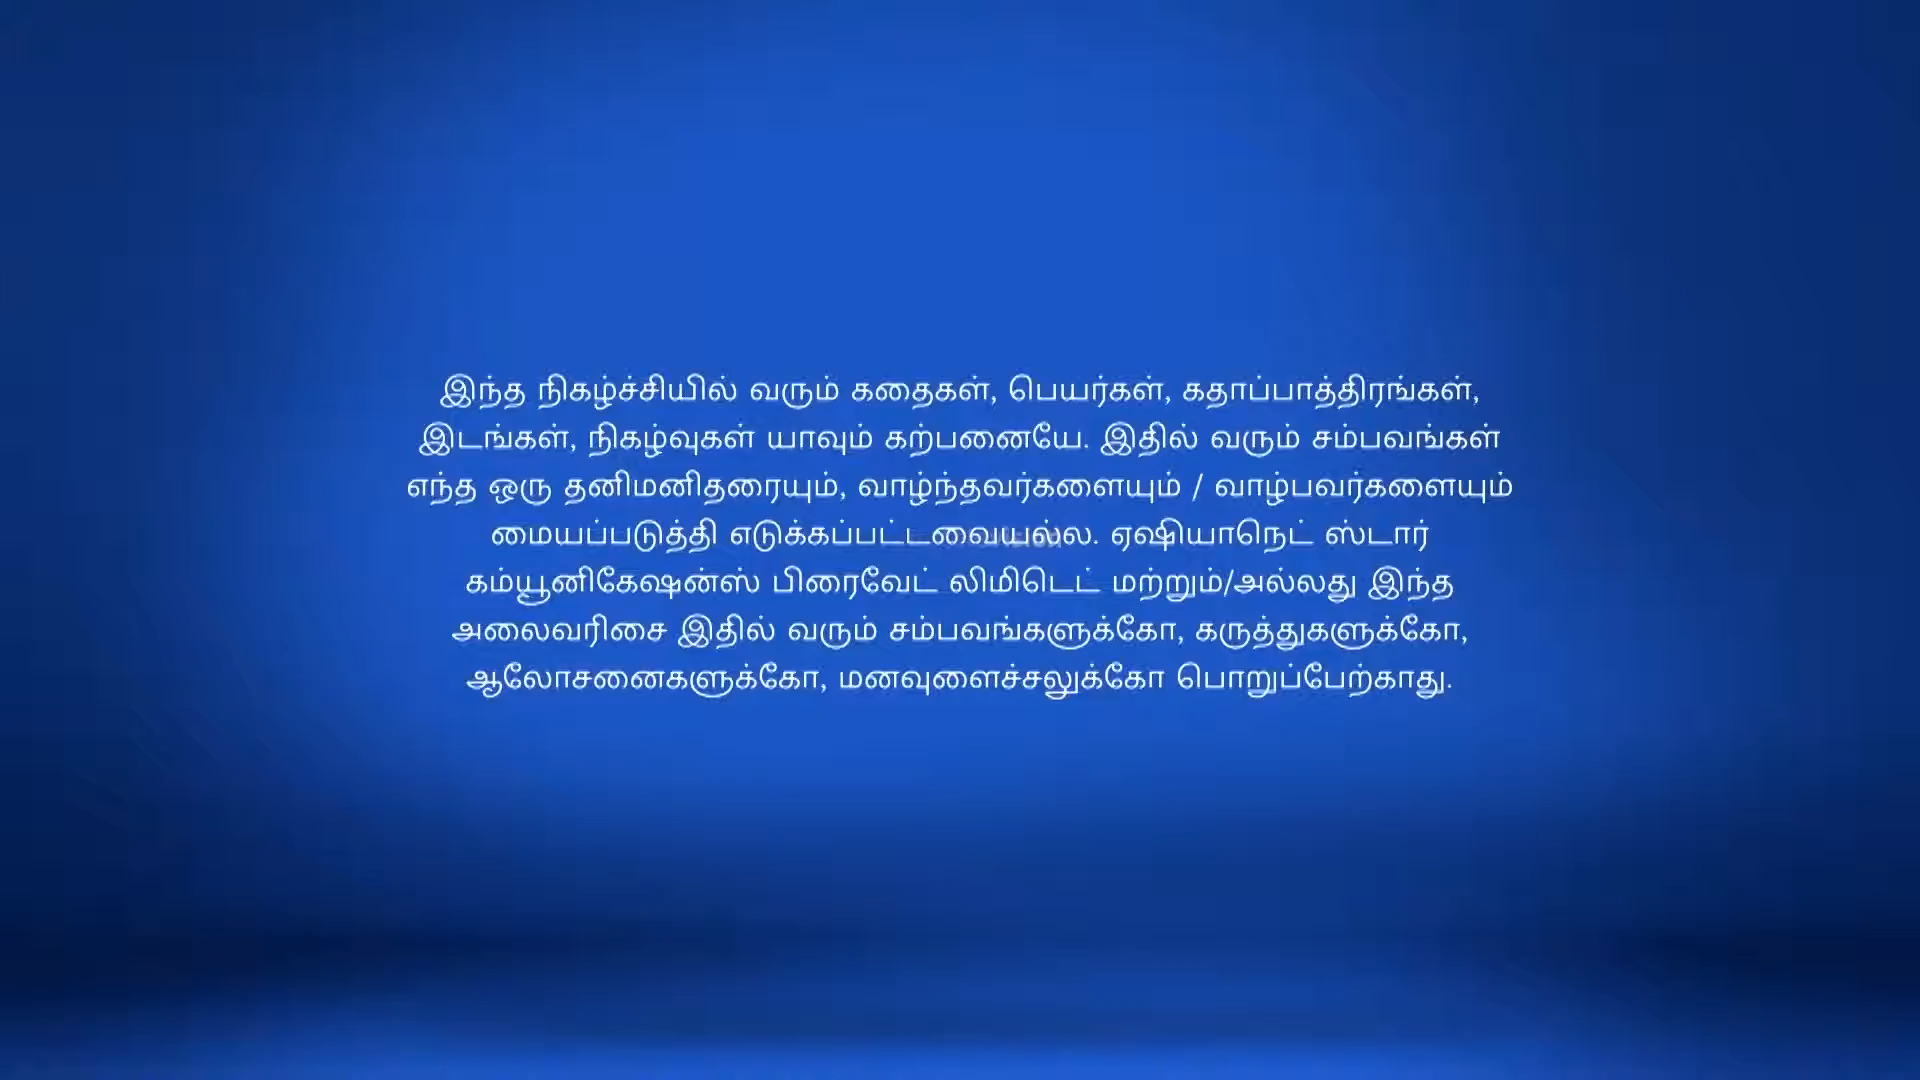 இந்த நிகழ்ச்சியில் வரும் கதைகள், பெயர்கள், கதாப்பாத்திரங்கள்,
இடங்கள், நிகழ்வுகள் யாவும் கற்பனையே. இதில் வரும் சம்பவங்கள்
எந்த ஒரு தனிமனிதரையும், வாழ்ந்தவர்களையும் / வாழ்பவர்களையும்
மையப்படுத்தி எடுக்கப்பட்டவையல்ல. ஏஷியாநெட் ஸ்டார்
கம்யூனிகேஷன்ஸ் பிரைவேட் லிமிடெட் மற்றும்/அல்லது இந்த
அலைவரிசை இதில் வரும் சம்பவங்களுக்கோ, கருத்துகளுக்கோ,
ஆலோசனைகளுக்கோ, மனவுளைச்சலுக்கோ பொறுப்பேற்காது.